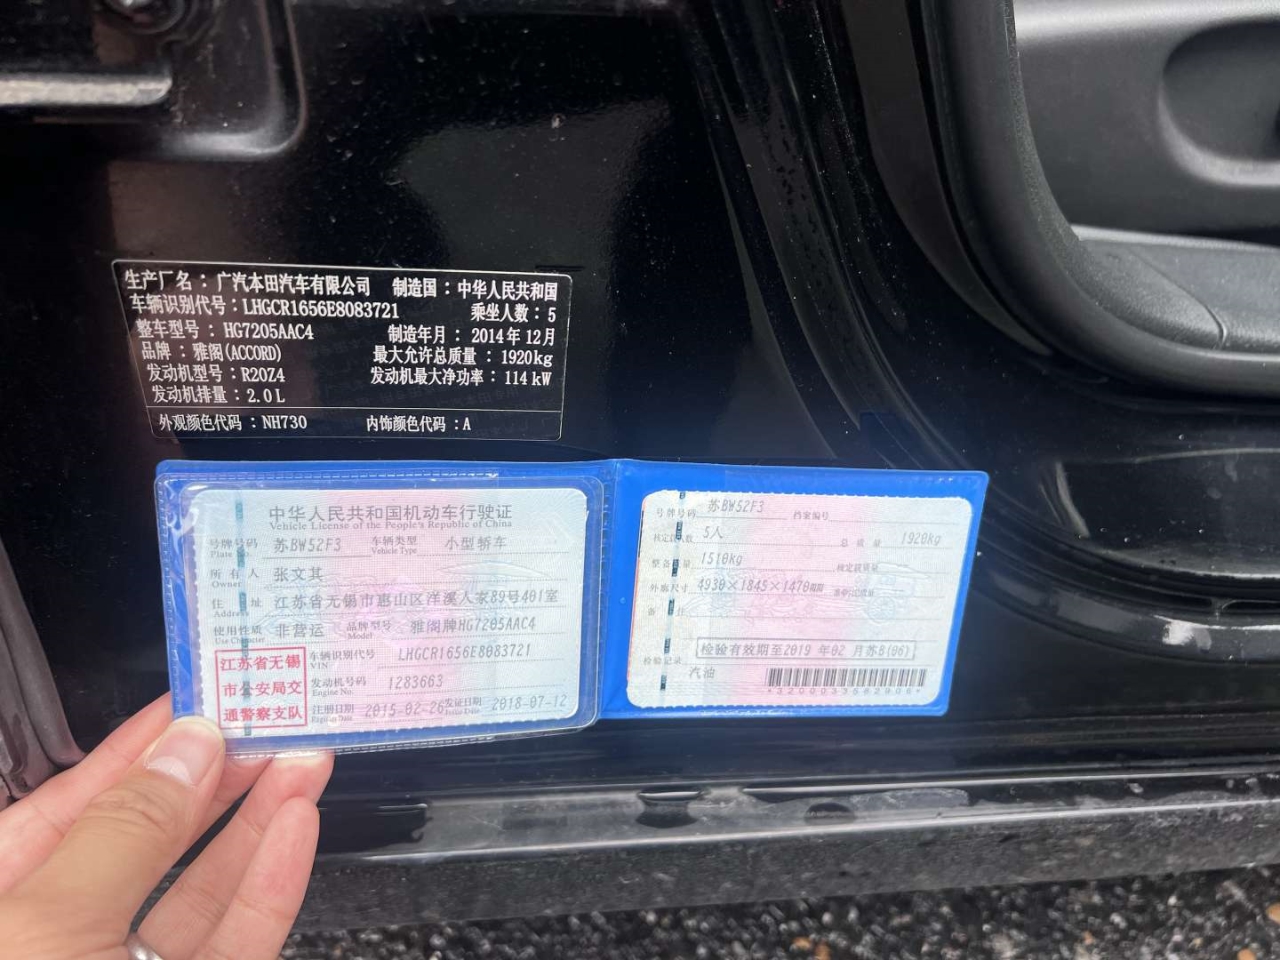 生产厂名：广汽本田汽车有限公司 制造国：中华人民共和国
车辆识别代号：LHGCR1656E8083721 乘坐人数：5
整车型号：HG7205AAC4 制造年月：2014年12月
品牌：雅阁(ACCORD) 最大允许总质量：1920kg
发动机型号：R20Z4 发动机最大净功率：114kW
发动机排量：2.0L
外观颜色代码：NH730 内饰颜色代码：A
中华人民共和国机动车行驶证
Vehicle License of the People's Republic of China
号牌号码 苏BW52F3 车辆类型 小型轿车
Plate No. Vehicle Type
所有人 张文其
Owner
住址 江苏省无锡市惠山区洋溪人家89号401室
Address
使用性质 非营运 品牌型号 雅阁牌HG7205AAC4
Use Character Model
江苏省无锡
市公安局交
通警察支队
车辆识别代号 LHGCR1656E8083721
VIN
发动机号码 1283663
Engine No.
注册日期 2015-02-26 发证日期 2018-07-12
Register Date Issue Date
号牌号码 苏BW52F3 档案编号
核定载人数 5人 总质量 1920kg
整备质量 1510kg 核定载质量
外廓尺寸 4930×1845×1470mm 准牵引总质量
备注
检验有效期至2019年02月苏B(06)
检验记录
汽油
*3200033562906*